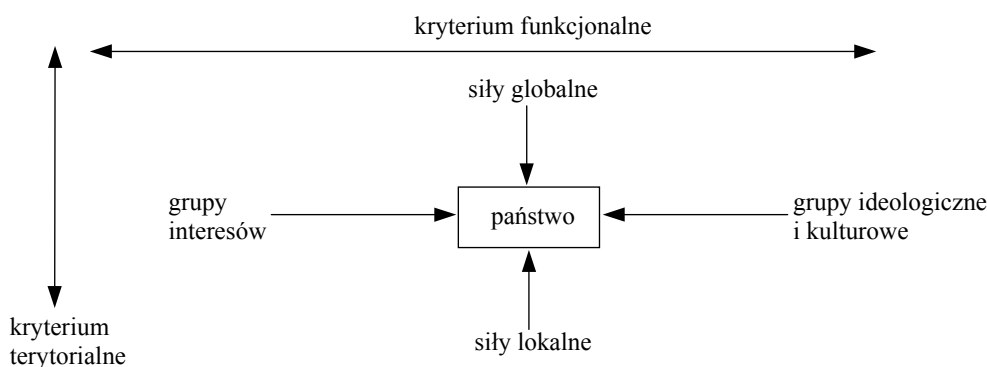 kryterium funkcjonalne
siły globalne
grupy
interesów
państwo
grupy ideologiczne
i kulturowe
kryterium
terytorialne
siły lokalne